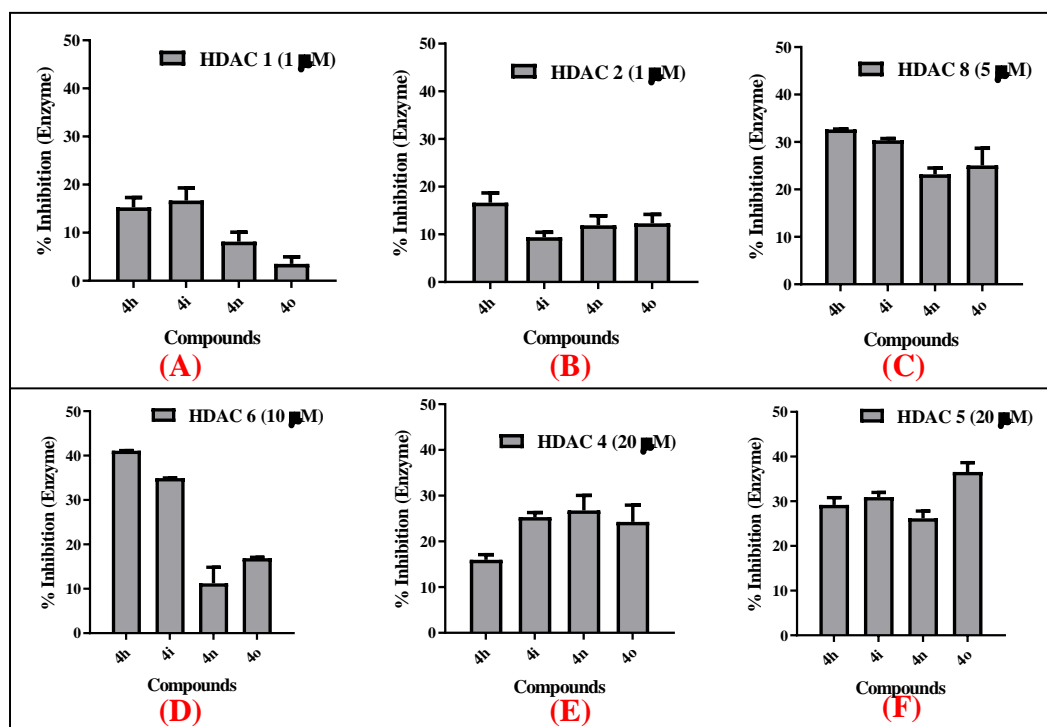 50
40
30
20
10
0
% Inhibition (Enzyme)
HDAC 1 (1 μM)
4h
4i
4n
4o
Compounds
(A)
50
40
30
20
10
0
% Inhibition (Enzyme)
HDAC 2 (1 μM)
4h
4i
4n
4o
Compounds
(B)
50
40
30
20
10
0
% Inhibition (Enzyme)
HDAC 8 (5 μM)
4h
4i
4n
4o
Compounds
(C)
50
40
30
20
10
0
% Inhibition (Enzyme)
HDAC 6 (10 μM)
4h
4i
4n
4o
Compounds
(D)
50
40
30
20
10
0
% Inhibition (Enzyme)
HDAC 4 (20 μM)
4h
4i
4n
4o
Compounds
(E)
50
40
30
20
10
0
% Inhibition (Enzyme)
HDAC 5 (20 μM)
4h
4i
4n
4o
Compounds
(F)